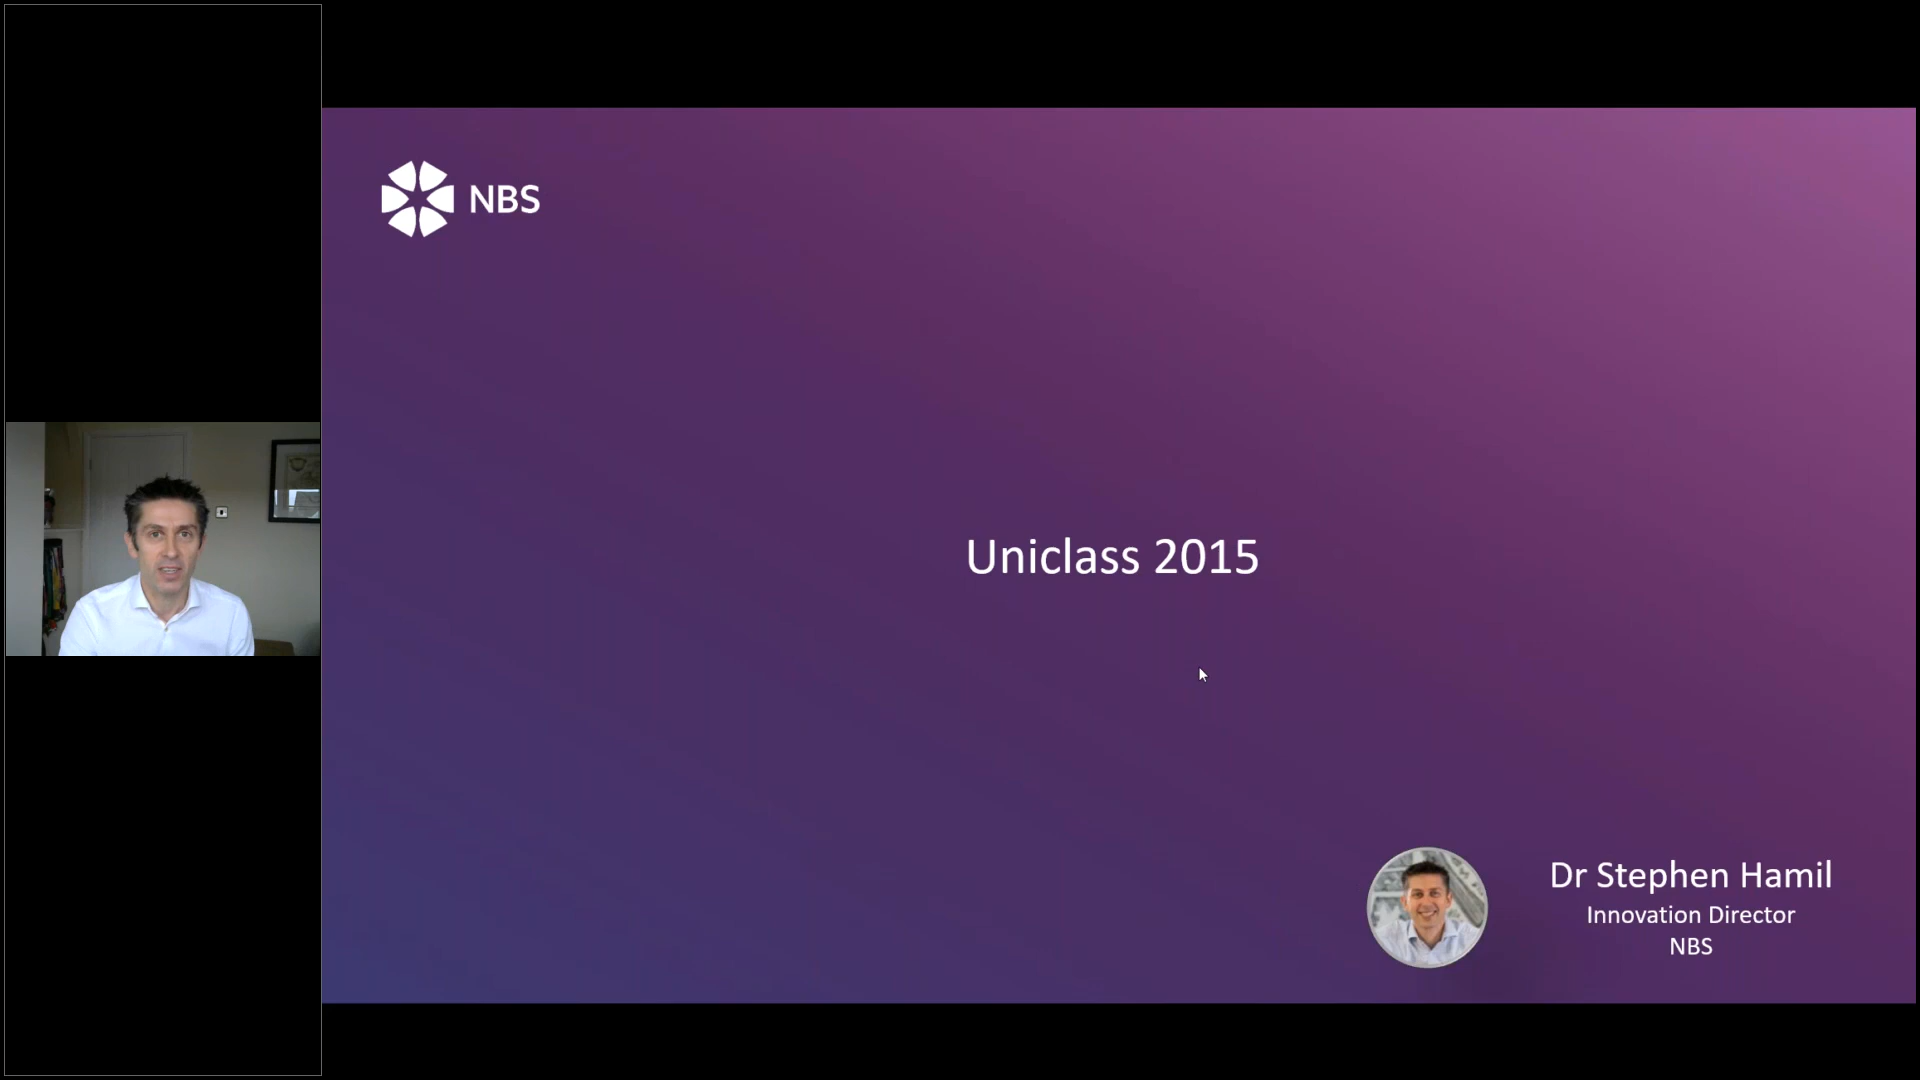 NBS
Uniclass 2015
Dr Stephen Hamil
Innovation Director
NBS